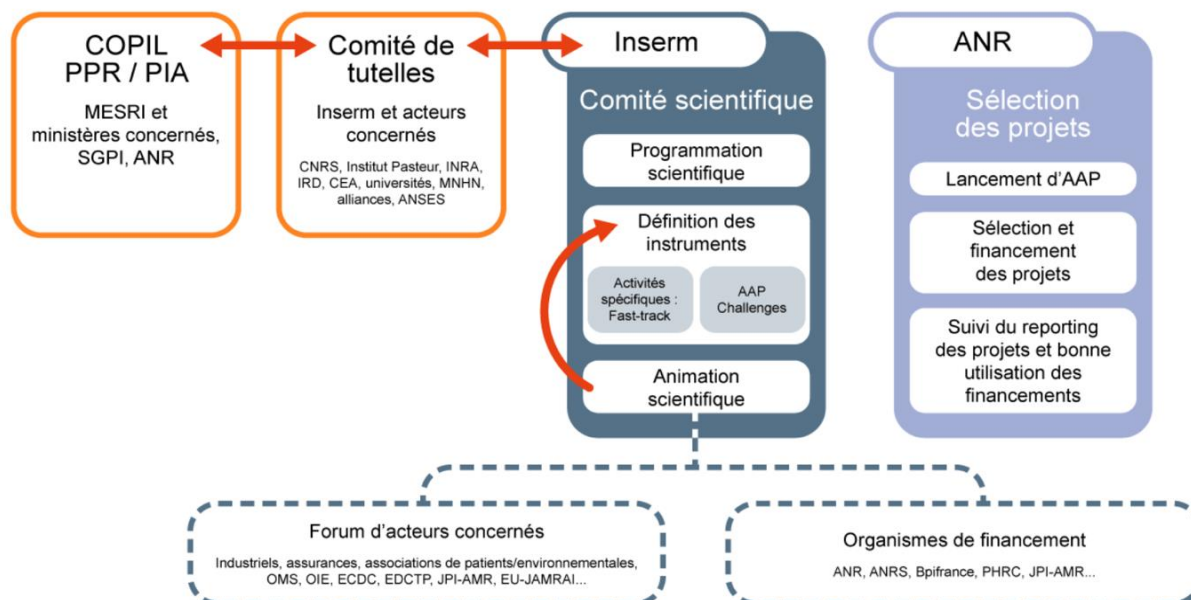 COPIL
PPR / PIA
MESRI et
ministères concernés,
SGPI, ANR
Comité de
tutelles
Inserm et acteurs
concernés
CNRS, Institut Pasteur, INRA,
IRD, CEA, universités, MNHN,
alliances, ANSES
Inserm
Comité scientifique
Programmation
scientifique
Définition des
instruments
Activités
spécifiques :
Fast-track
AAP
Challenges
Animation
scientifique
ANR
Sélection
des projets
Lancement d'AAP
Sélection et
financement
des projets
Suivi du reporting
des projets et bonne
utilisation des
financements
Forum d'acteurs concernés
Industriels, assurances, associations de patients/environnementales,
OMS, OIE, ECDC, EDCTP, JPI-AMR, EU-JAMRAI...
Organismes de financement
ANR, ANRS, Bpifrance, PHRC, JPI-AMR...